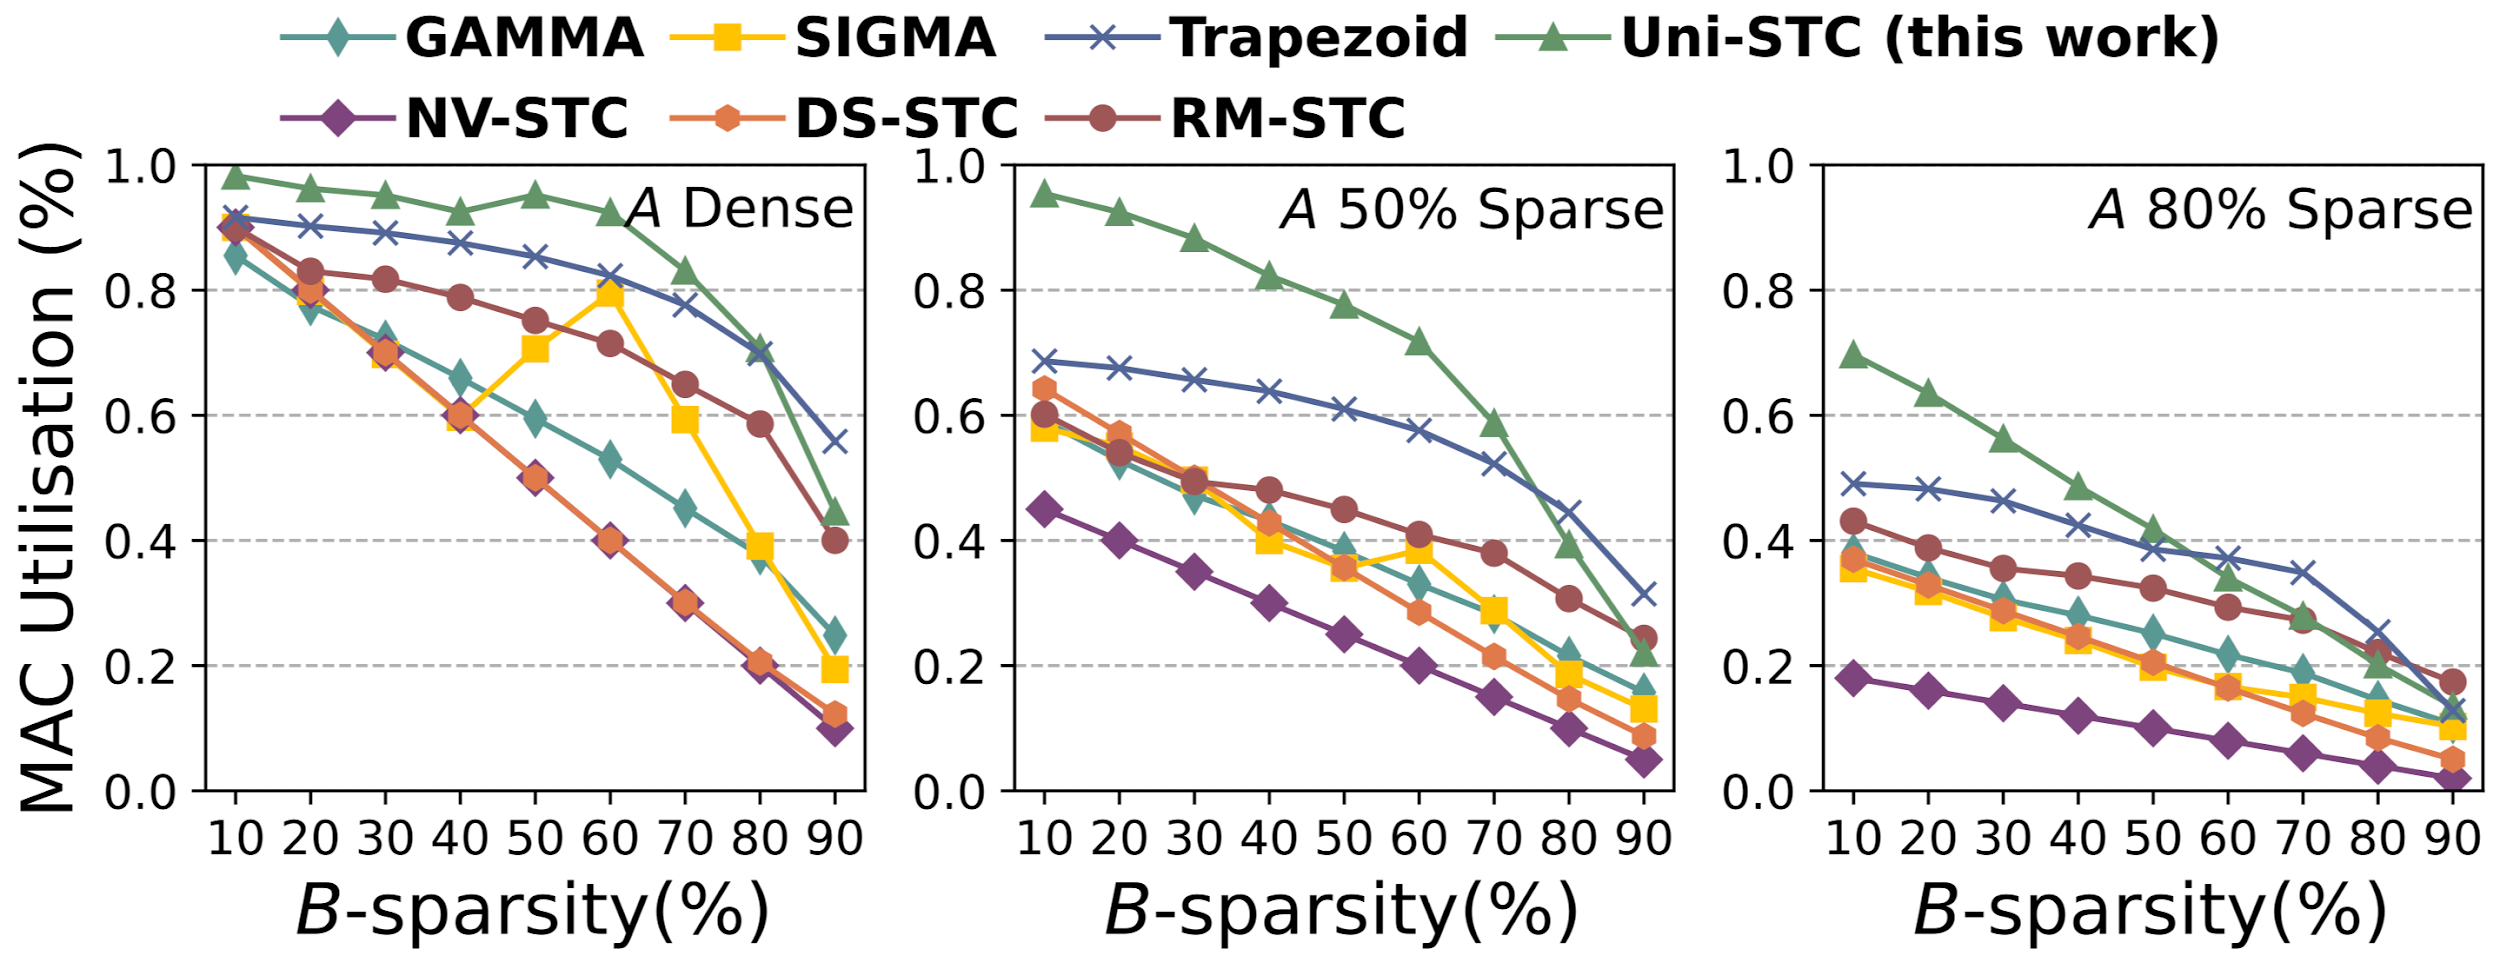 GAMMA SIGMA Trapezoid Uni-STC (this work)
NV-STC DS-STC RM-STC
MAC Utilisation (%)
A Dense
1.0
0.8
0.6
0.4
0.2
0.0
10 20 30 40 50 60 70 80 90
B-sparsity(%)
A 50% Sparse
1.0
0.8
0.6
0.4
0.2
0.0
10 20 30 40 50 60 70 80 90
B-sparsity(%)
A 80% Sparse
1.0
0.8
0.6
0.4
0.2
0.0
10 20 30 40 50 60 70 80 90
B-sparsity(%)